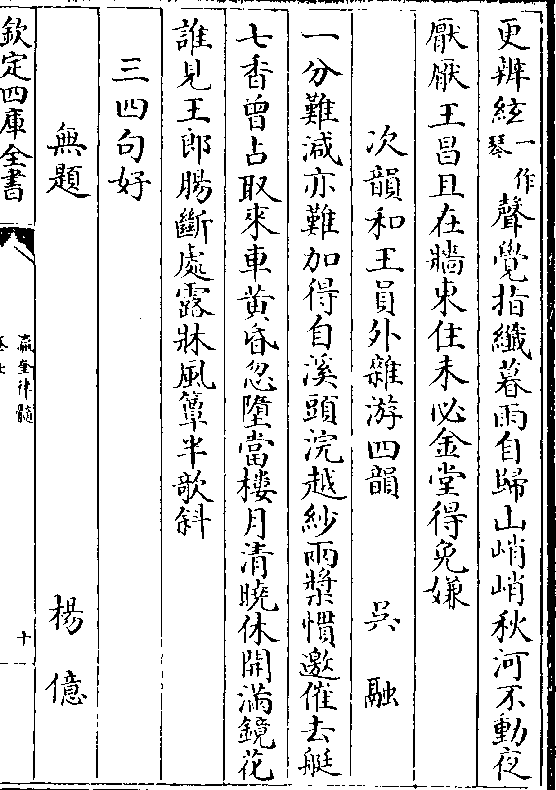 更辨絃一作琴聲覺指纖暮雨自歸山峭峭秋河不動夜
厭厭王昌且在牆東住未必金堂得免嫌
次韻和王員外雜游四韻 吳融
一分難減亦難加得自溪頭浣越紗兩槳慣邀催去艇
七香曾占取來車黄昏忽墮當樓月清曉休開滿鏡花
誰見王郎腸斷處露牀風簟半欹斜
三四句好
無題 楊億
欽定四庫全書
瀛奎律髓
十